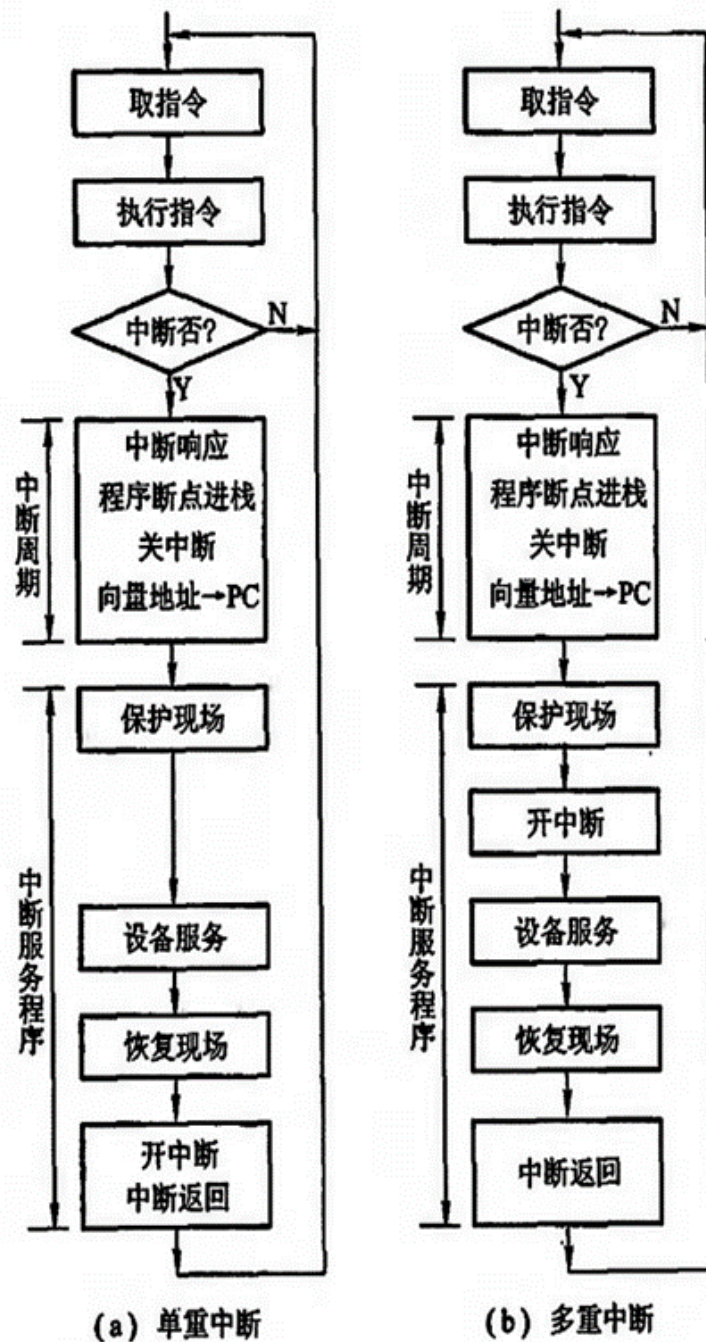 取指令
执行指令
中断否?
N
Y
中断周期
中断响应
程序断点进栈
关中断
向量地址→PC
中断服务程序
保护现场
设备服务
恢复现场
开中断
中断返回
(a) 单重中断
取指令
执行指令
中断否?
N
Y
中断周期
中断响应
程序断点进栈
关中断
向量地址→PC
中断服务程序
保护现场
开中断
设备服务
恢复现场
中断返回
(b) 多重中断